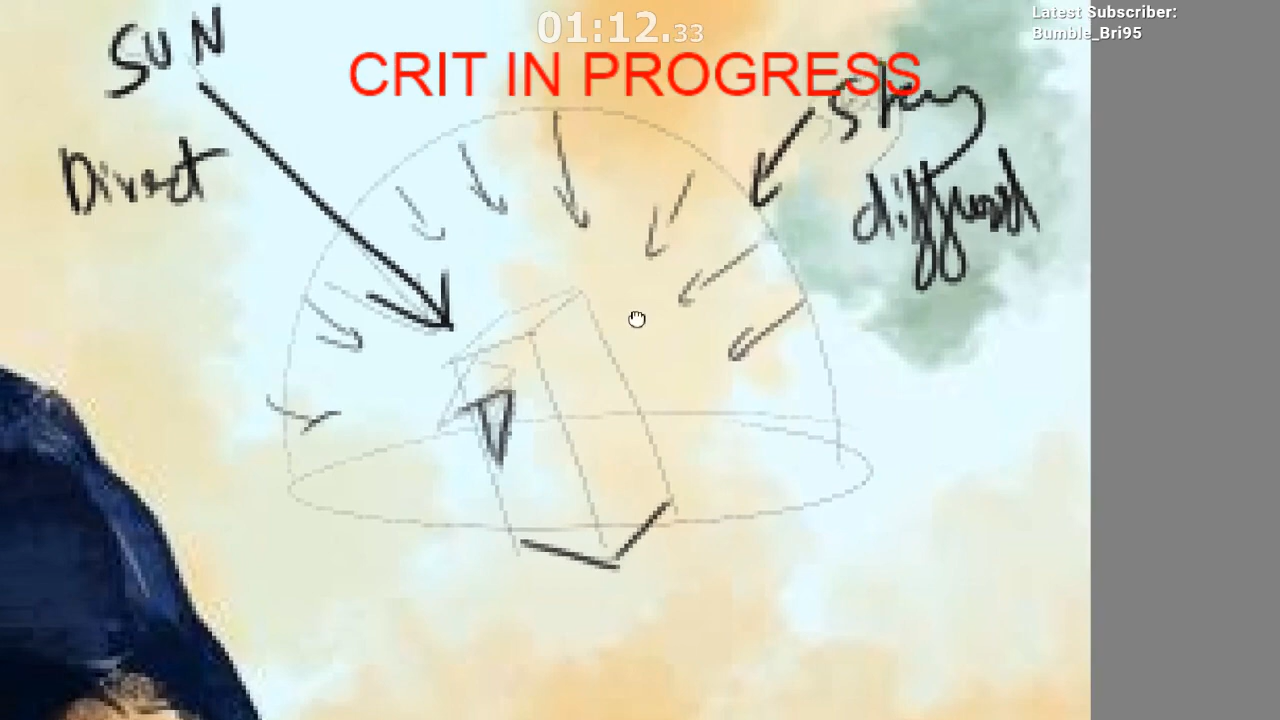 01:12.33
Latest Subscriber:
Bumble_Bri95
CRIT IN PROGRESS
SUN
Direct
Sky
diffused